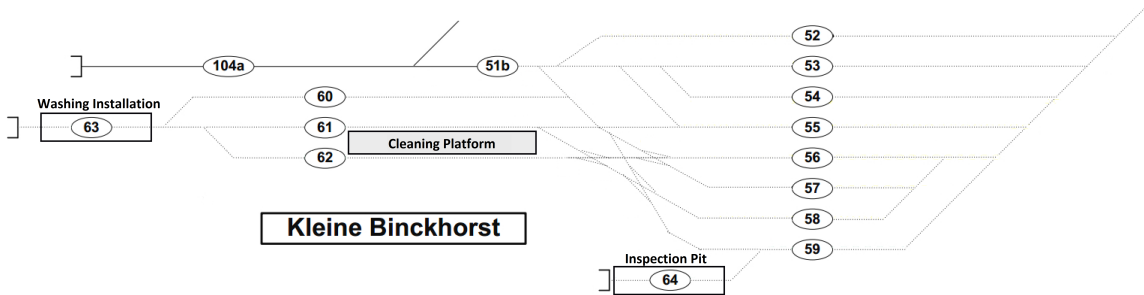 52
104a
51b
53
Washing Installation
60
54
63
61
55
Cleaning Platform
62
56
57
Kleine Binckhorst
58
59
Inspection Pit
64